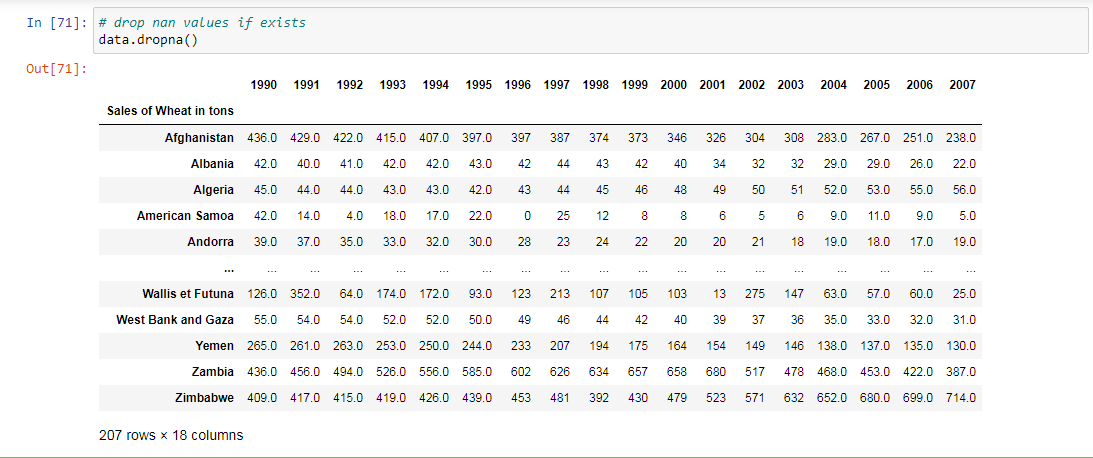 In [71]: # drop nan values if exists
data.dropna()
Out[71]:
1990 1991 1992 1993 1994 1995 1996 1997 1998 1999 2000 2001 2002 2003 2004 2005 2006 2007
Sales of Wheat in tons
Afghanistan 436.0 429.0 422.0 415.0 407.0 397.0 397 387 374 373 346 326 304 308 283.0 267.0 251.0 238.0
Albania 42.0 40.0 41.0 42.0 42.0 43.0 42 44 43 42 40 34 32 32 29.0 29.0 26.0 22.0
Algeria 45.0 44.0 44.0 43.0 43.0 42.0 43 44 45 46 48 49 50 51 52.0 53.0 55.0 56.0
American Samoa 42.0 14.0 4.0 18.0 17.0 22.0 0 25 12 8 8 6 5 6 9.0 11.0 9.0 5.0
Andorra 39.0 37.0 35.0 33.0 32.0 30.0 28 23 24 22 20 20 21 18 19.0 18.0 17.0 19.0
... ... ... ... ... ... ... ... ... ... ... ... ... ... ... ... ... ... ...
Wallis et Futuna 126.0 352.0 64.0 174.0 172.0 93.0 123 213 107 105 103 13 275 147 63.0 57.0 60.0 25.0
West Bank and Gaza 55.0 54.0 54.0 52.0 52.0 50.0 49 46 44 42 40 39 37 36 35.0 33.0 32.0 31.0
Yemen 265.0 261.0 263.0 253.0 250.0 244.0 233 207 194 175 164 154 149 146 138.0 137.0 135.0 130.0
Zambia 436.0 456.0 494.0 526.0 556.0 585.0 602 626 634 657 658 680 517 478 468.0 453.0 422.0 387.0
Zimbabwe 409.0 417.0 415.0 419.0 426.0 439.0 453 481 392 430 479 523 571 632 652.0 680.0 699.0 714.0
207 rows × 18 columns